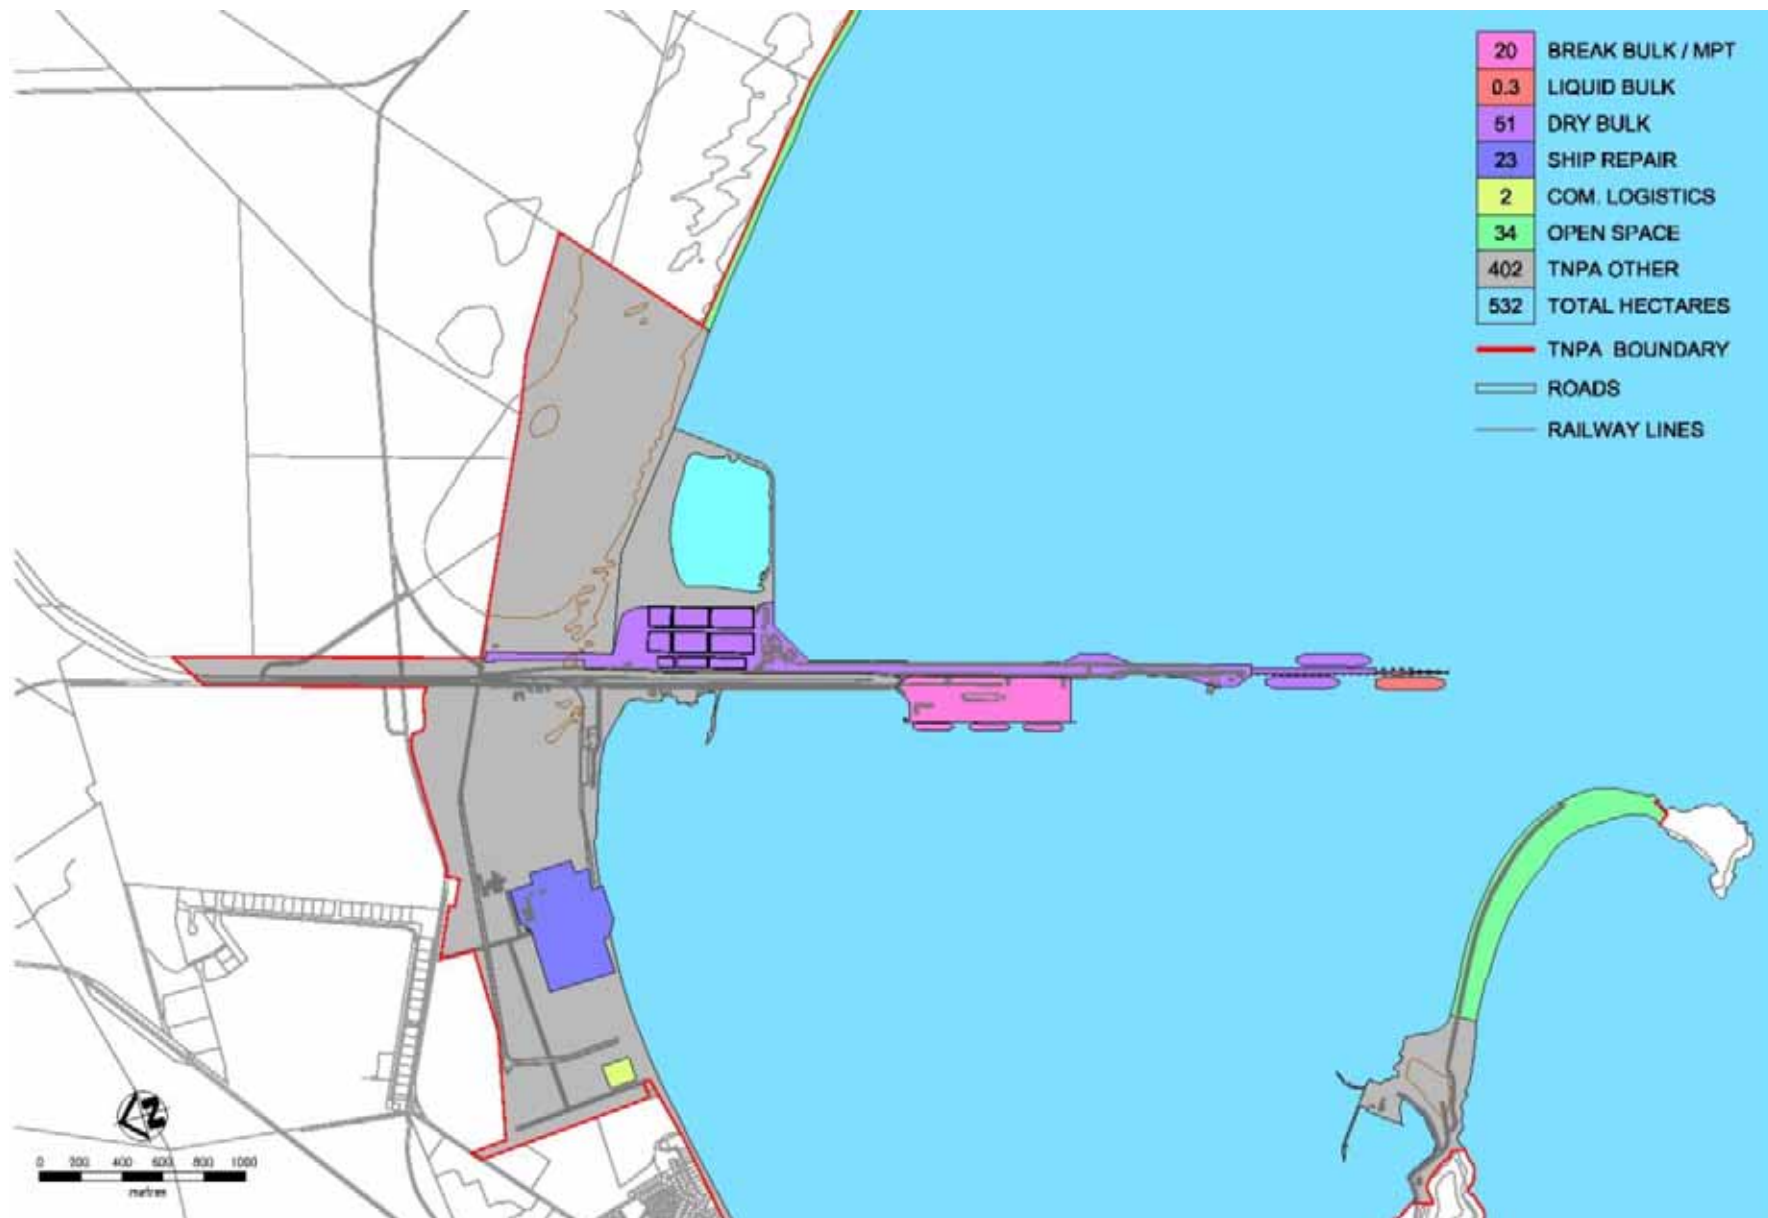 20 BREAK BULK / MPT
0.3 LIQUID BULK
51 DRY BULK
23 SHIP REPAIR
2 COM. LOGISTICS
34 OPEN SPACE
402 TNPA OTHER
532 TOTAL HECTARES
TNPA BOUNDARY
ROADS
RAILWAY LINES
Z
0 200 400 600 800 1000
metres